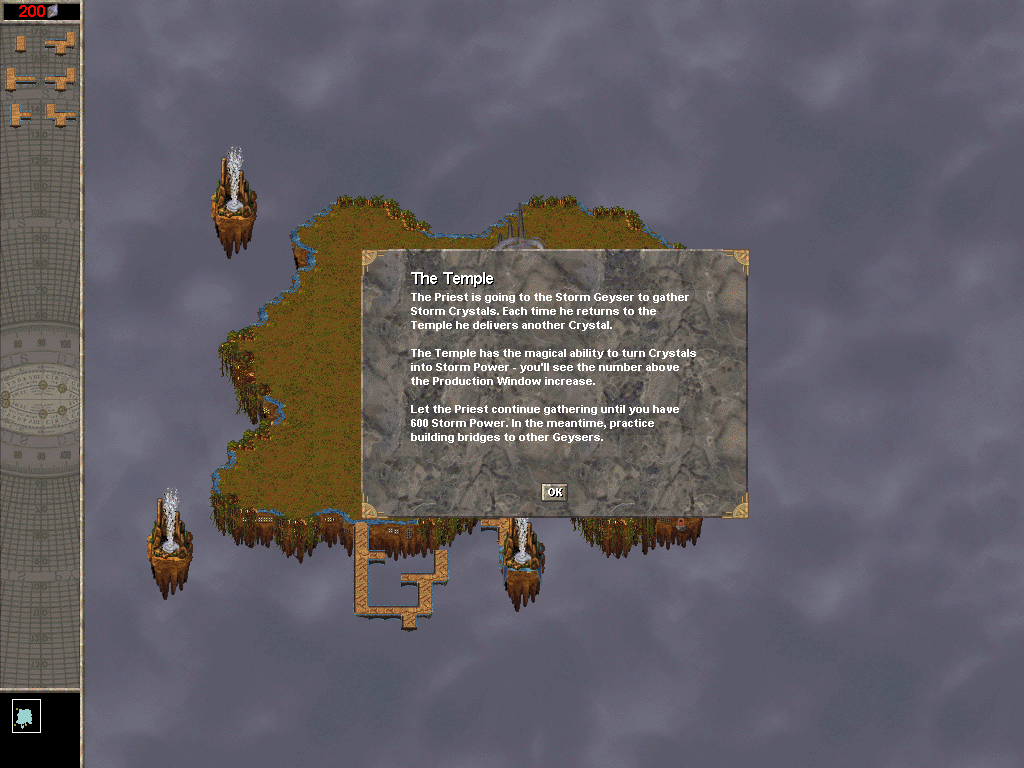 200
The Temple
The Priest is going to the Storm Geyser to gather
Storm Crystals. Each time he returns to the
Temple he delivers another Crystal.
The Temple has the magical ability to turn Crystals
into Storm Power - you'll see the number above
the Production Window increase.
Let the Priest continue gathering until you have
600 Storm Power. In the meantime, practice
building bridges to other Geysers.
OK